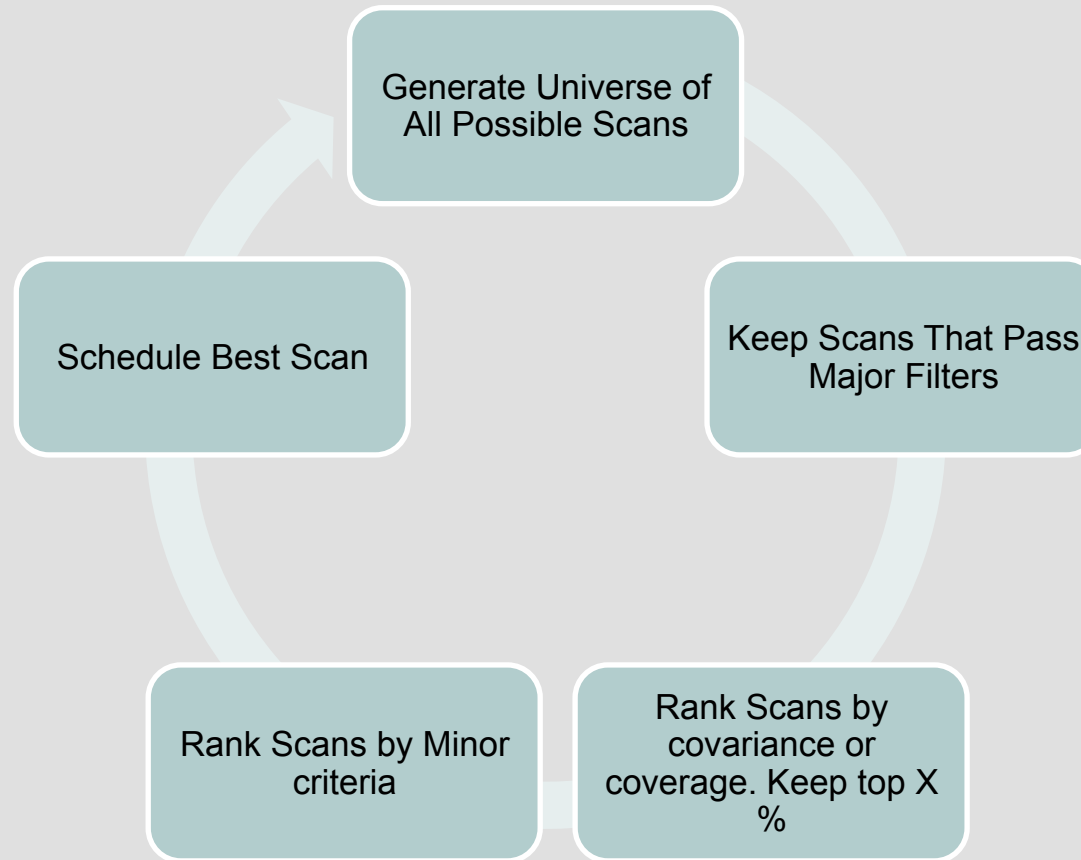 Generate Universe of
All Possible Scans
Keep Scans That Pass
Major Filters
Rank Scans by
covariance or
coverage. Keep top X
%
Rank Scans by Minor
criteria
Schedule Best Scan